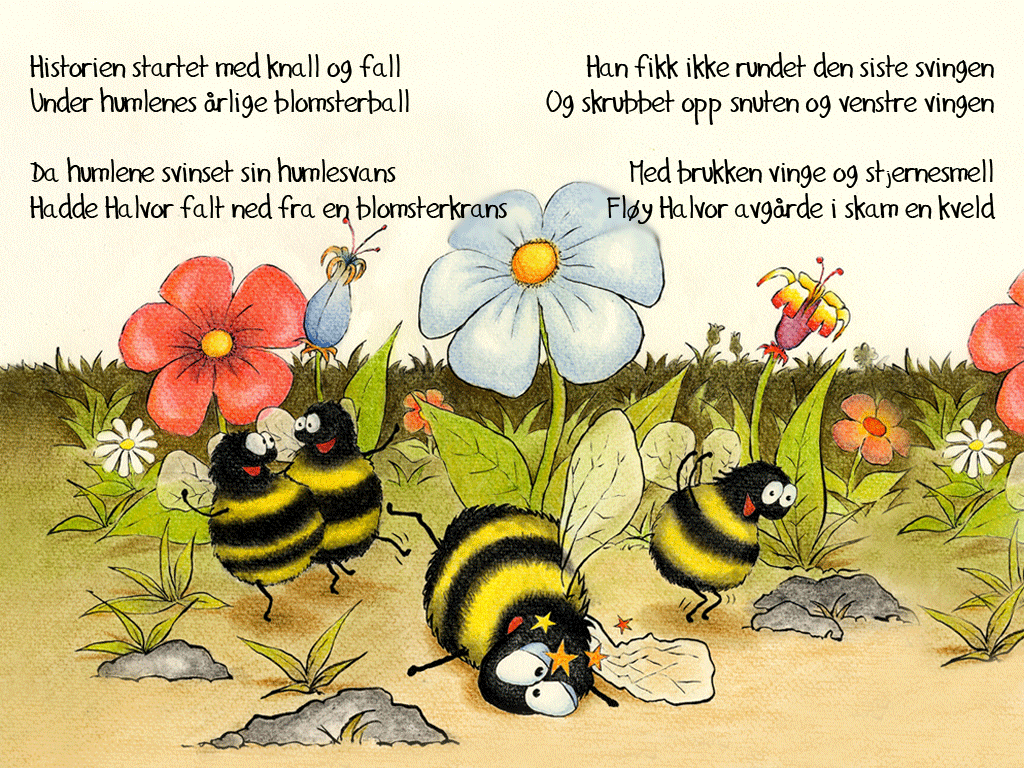 Historien startet med knall og fall
Under humlenes årlige blomsterball
Da humlene svinset sin humlesvans
Hadde Halvor falt ned fra en blomsterkrans
Han fikk ikke rundet den siste svingen
Og skrubbet opp snuten og venstre vingen
Med brukken vinge og stjernesmell
Fløy Halvor avgårde i skam en kveld